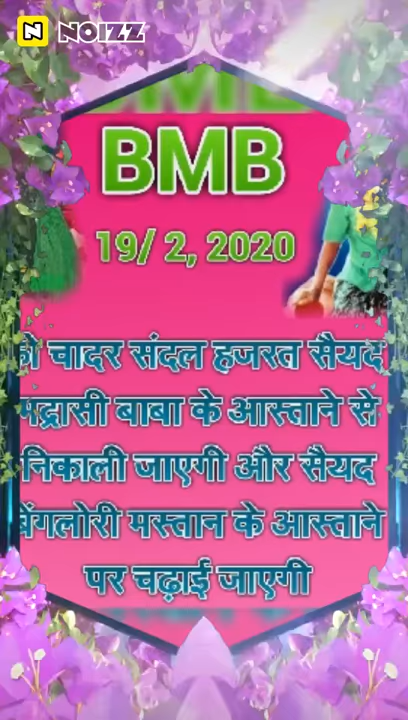 NOIZZ
BMB
19/ 2, 2020
को चादर संदल हजरत सैयद
मद्रासी बाबा के आस्ताने से
निकाली जाएगी और सैयद
बेंगलोरी मस्तान के आस्ताने
पर चढ़ाई जाएगी